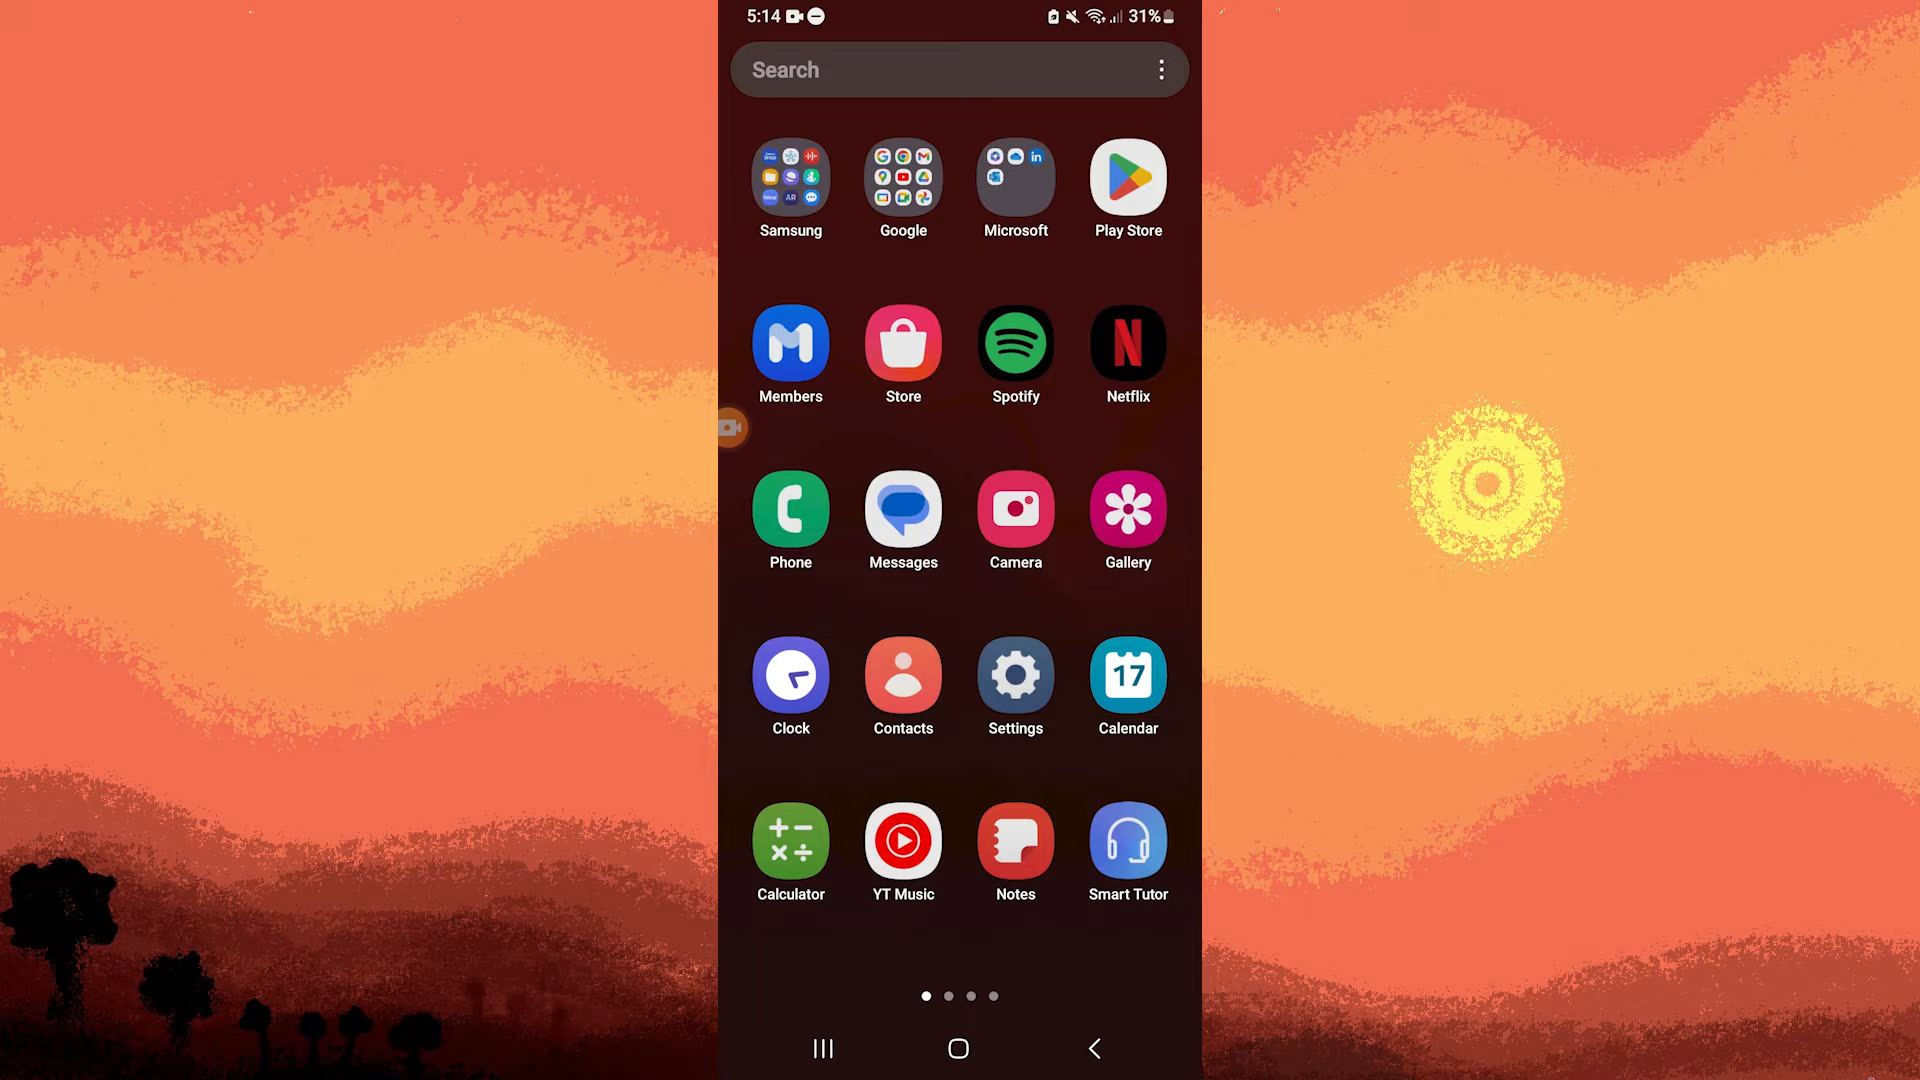 5:14 31%
Search
Samsung Google Microsoft Play Store
Members Store Spotify Netflix
Phone Messages Camera Gallery
17
Clock Contacts Settings Calendar
Calculator YT Music Notes Smart Tutor